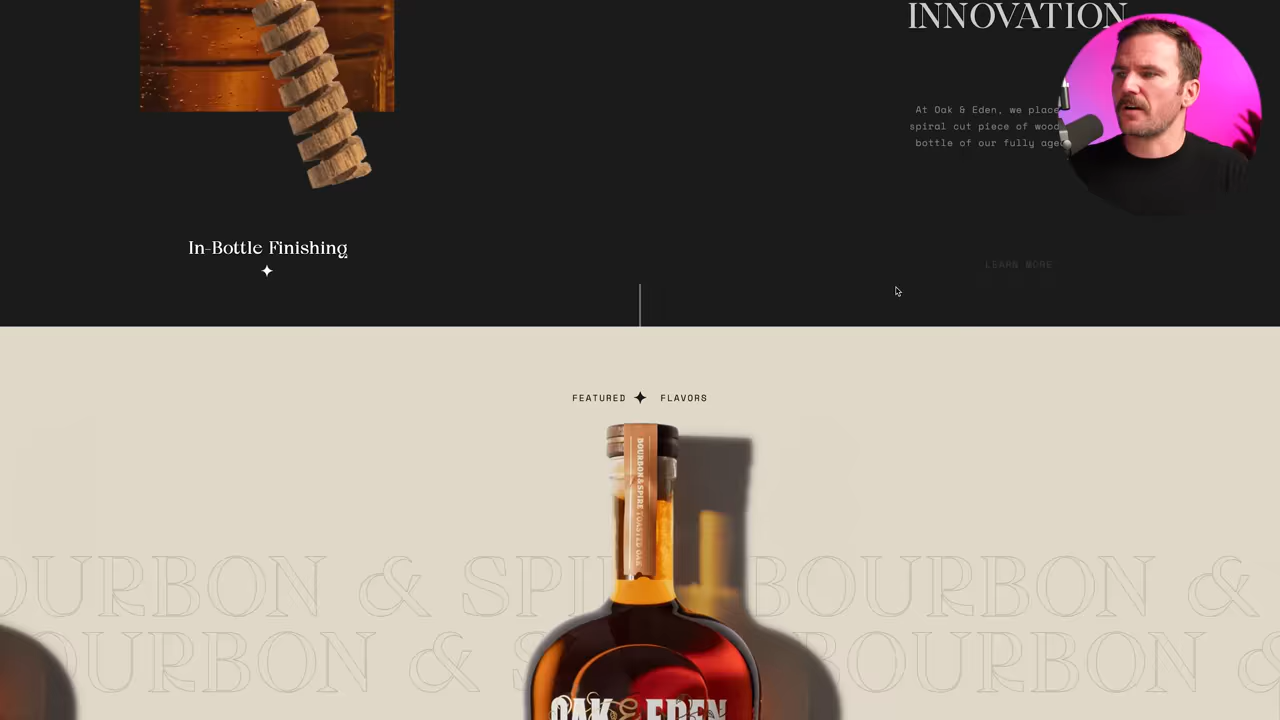 INNOVATION
At Oak & Eden, we place
spiral cut piece of wood
bottle of our fully aged
In-Bottle Finishing
LEARN MORE
FEATURED FLAVORS
BOURBON & SPIRE TOASTED OAK
OURBON & SPI BOURBON &
OURBON & S BOURBON &
OAK EDEN